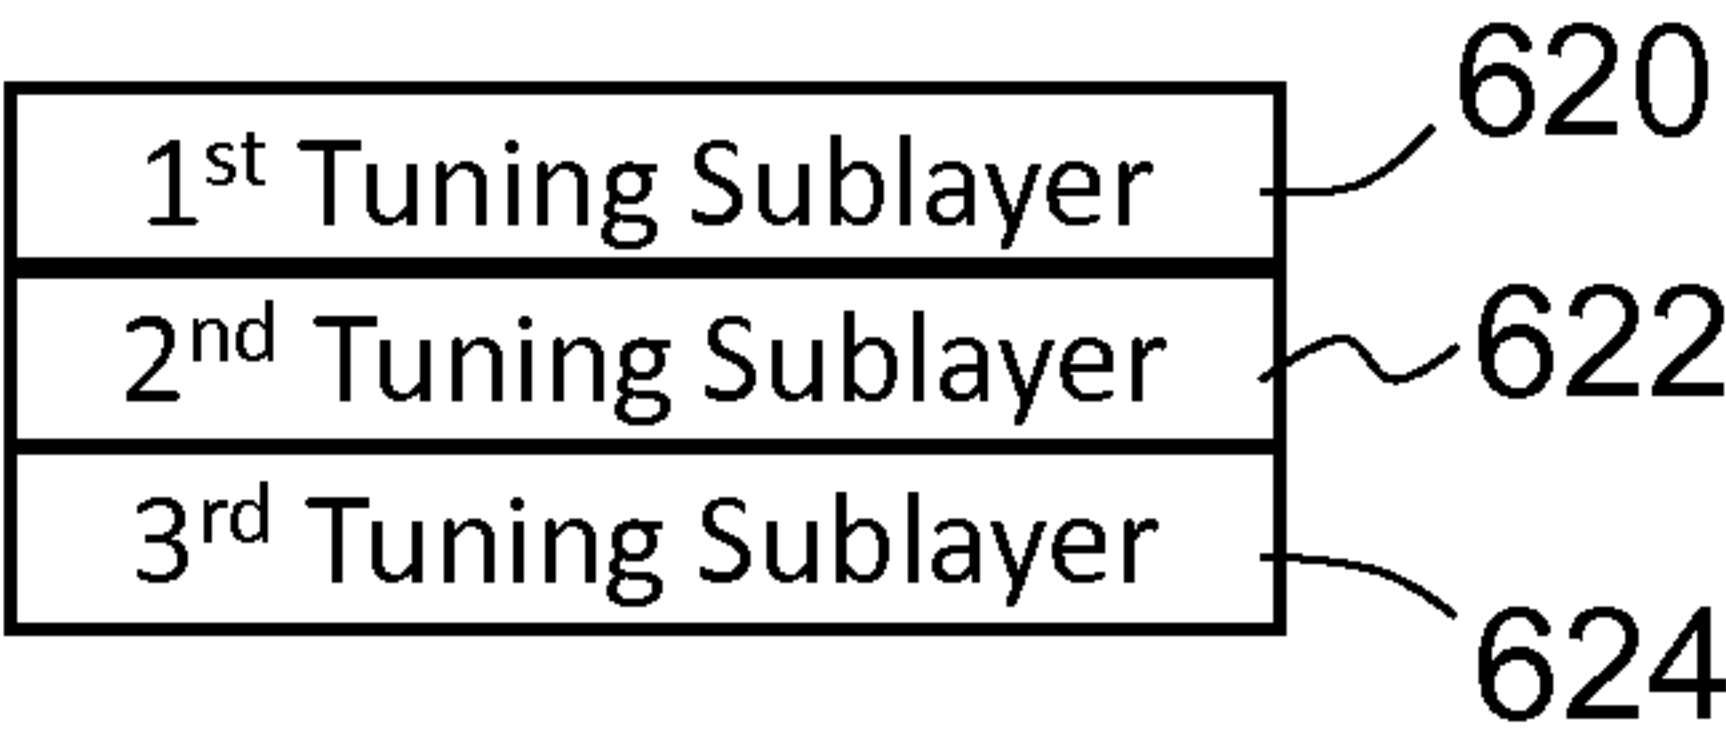 1st Tuning Sublayer 620
2nd Tuning Sublayer 622
3rd Tuning Sublayer 624